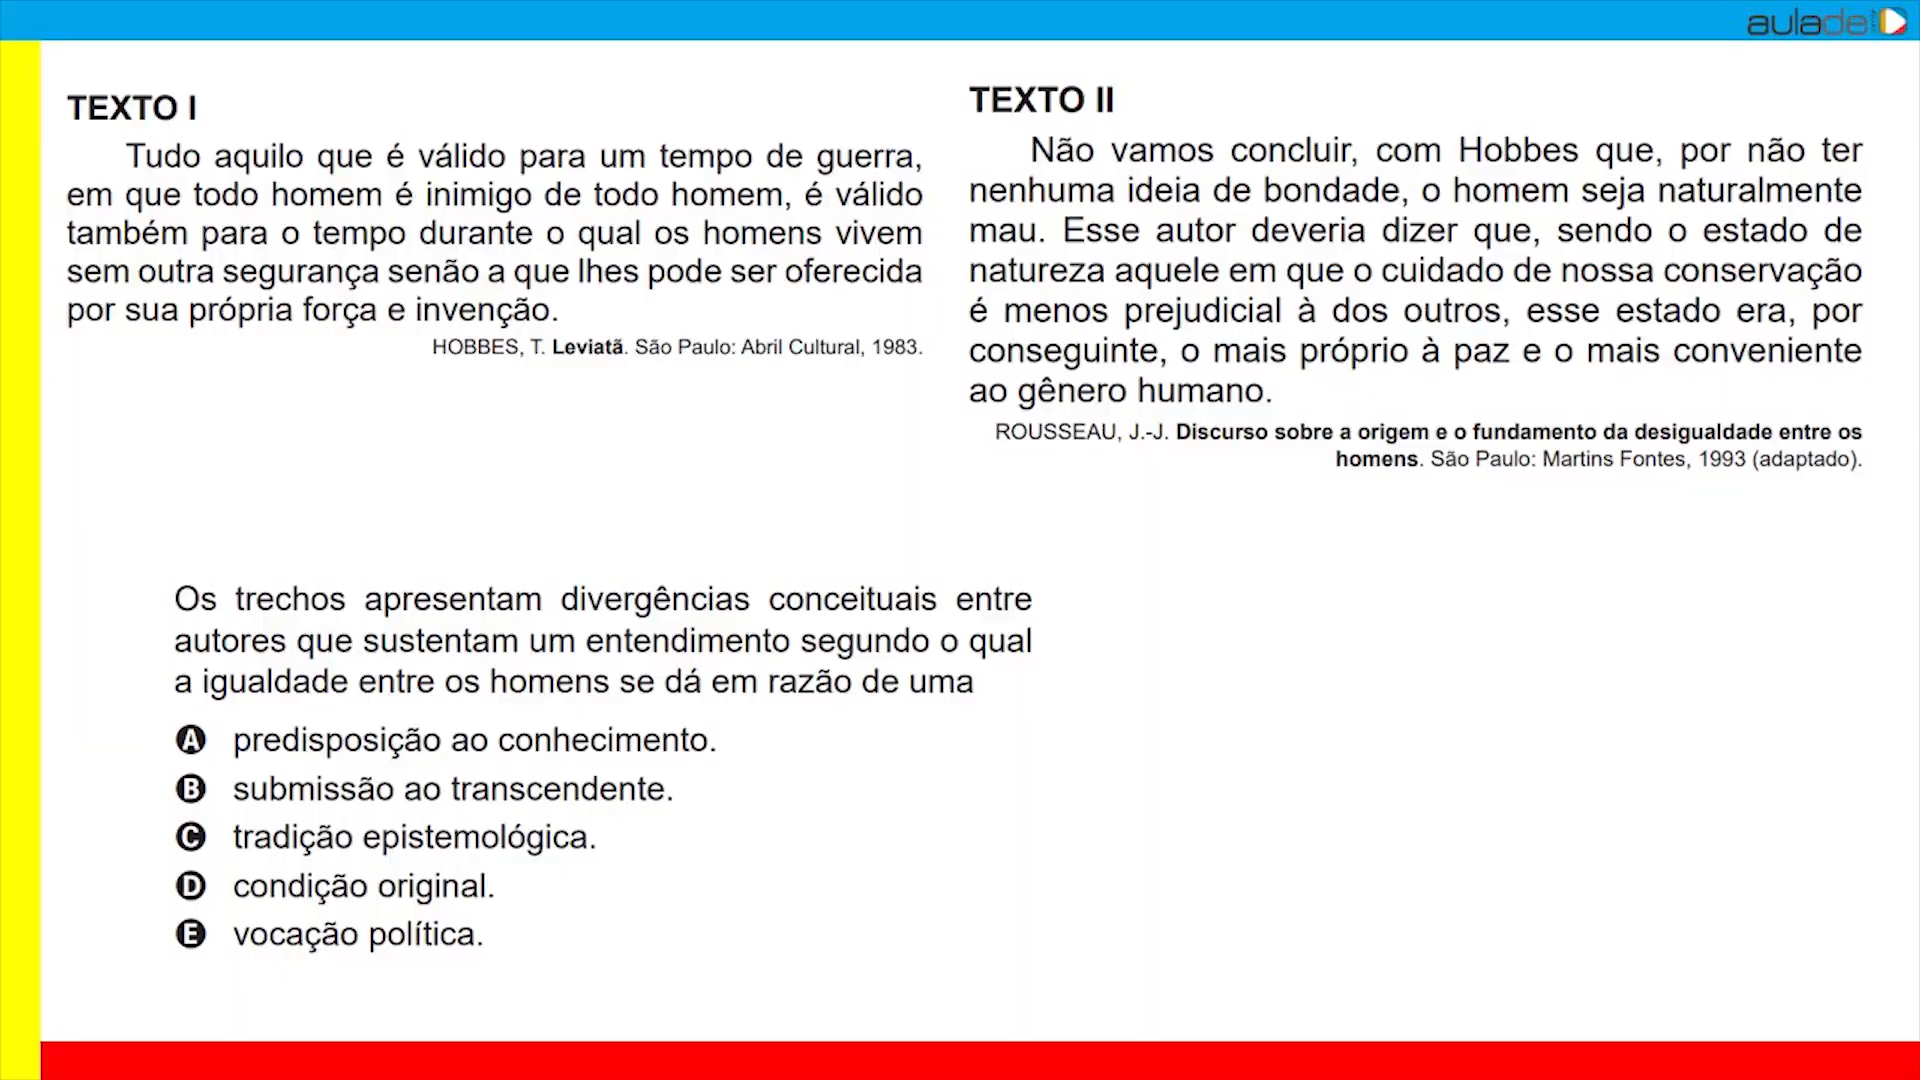 aulade
TEXTO I
Tudo aquilo que é válido para um tempo de guerra,
em que todo homem é inimigo de todo homem, é válido
também para o tempo durante o qual os homens vivem
sem outra segurança senão a que lhes pode ser oferecida
por sua própria força e invenção.
HOBBES, T. Leviatã. São Paulo: Abril Cultural, 1983.
TEXTO II
Não vamos concluir, com Hobbes que, por não ter
nenhuma ideia de bondade, o homem seja naturalmente
mau. Esse autor deveria dizer que, sendo o estado de
natureza aquele em que o cuidado de nossa conservação
é menos prejudicial à dos outros, esse estado era, por
conseguinte, o mais próprio à paz e o mais conveniente
ao gênero humano.
ROUSSEAU, J.-J. Discurso sobre a origem e o fundamento da desigualdade entre os
homens. São Paulo: Martins Fontes, 1993 (adaptado).
Os trechos apresentam divergências conceituais entre
autores que sustentam um entendimento segundo o qual
a igualdade entre os homens se dá em razão de uma
A predisposição ao conhecimento.
B submissão ao transcendente.
C tradição epistemológica.
D condição original.
E vocação política.